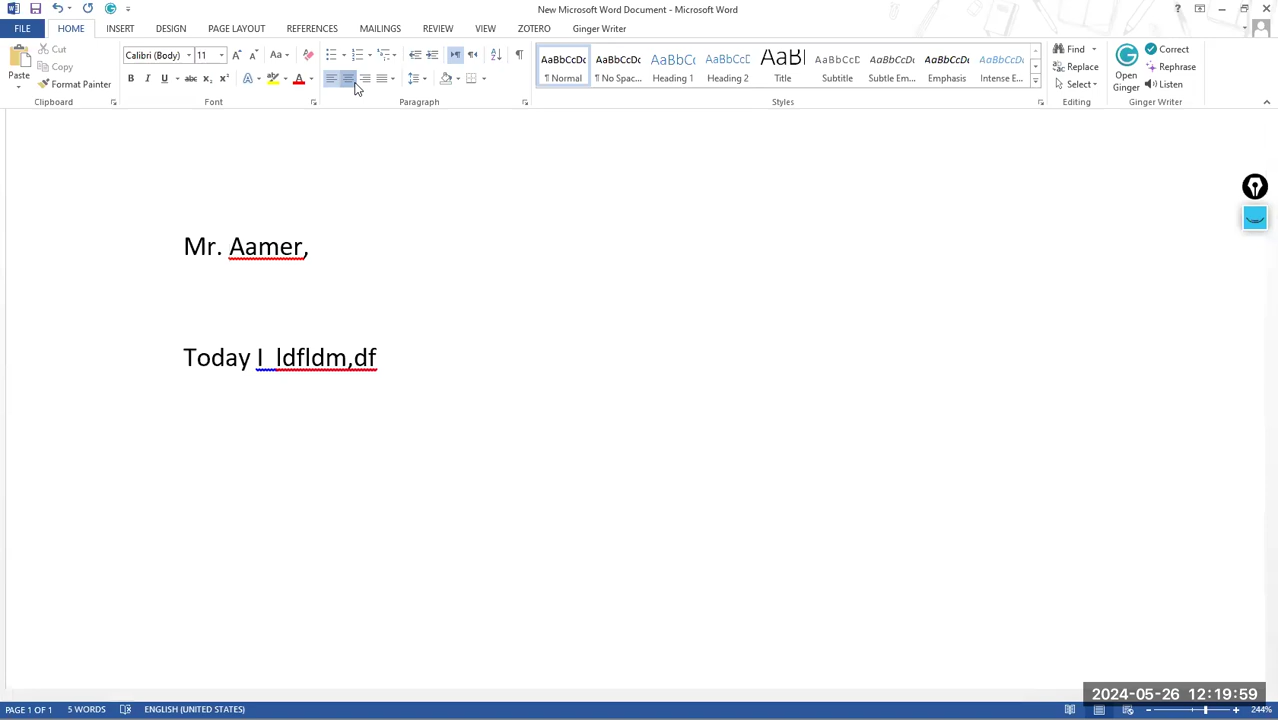 New Microsoft Word Document - Microsoft Word
FILE HOME INSERT DESIGN PAGE LAYOUT REFERENCES MAILINGS REVIEW VIEW ZOTERO Ginger Writer
Paste
Cut
Copy
Format Painter
Clipboard
Calibri (Body) 11
Font
Paragraph
AaBbCcDc AaBbCcDc AaBbCc AaBbCcD AaBl AaBbCcD AaBbCcDt AaBbCcDt AaBbCcDt
¶ Normal ¶ No Spac... Heading 1 Heading 2 Title Subtitle Subtle Em... Emphasis Intense E...
Styles
Find
Replace
Select
Editing
Open
Ginger
Correct
Rephrase
Listen
Ginger Writer
Mr. Aamer,
Today I  ldfldm,df
2024-05-26 12:19:59
PAGE 1 OF 1 5 WORDS ENGLISH (UNITED STATES) 244%